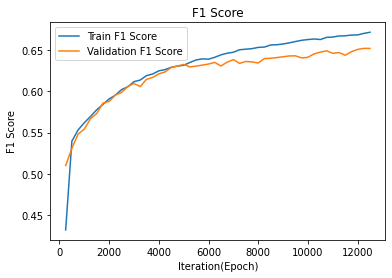 F1 Score
Train F1 Score
Validation F1 Score
F1 Score
0.65
0.60
0.55
0.50
0.45
0 2000 4000 6000 8000 10000 12000
Iteration(Epoch)